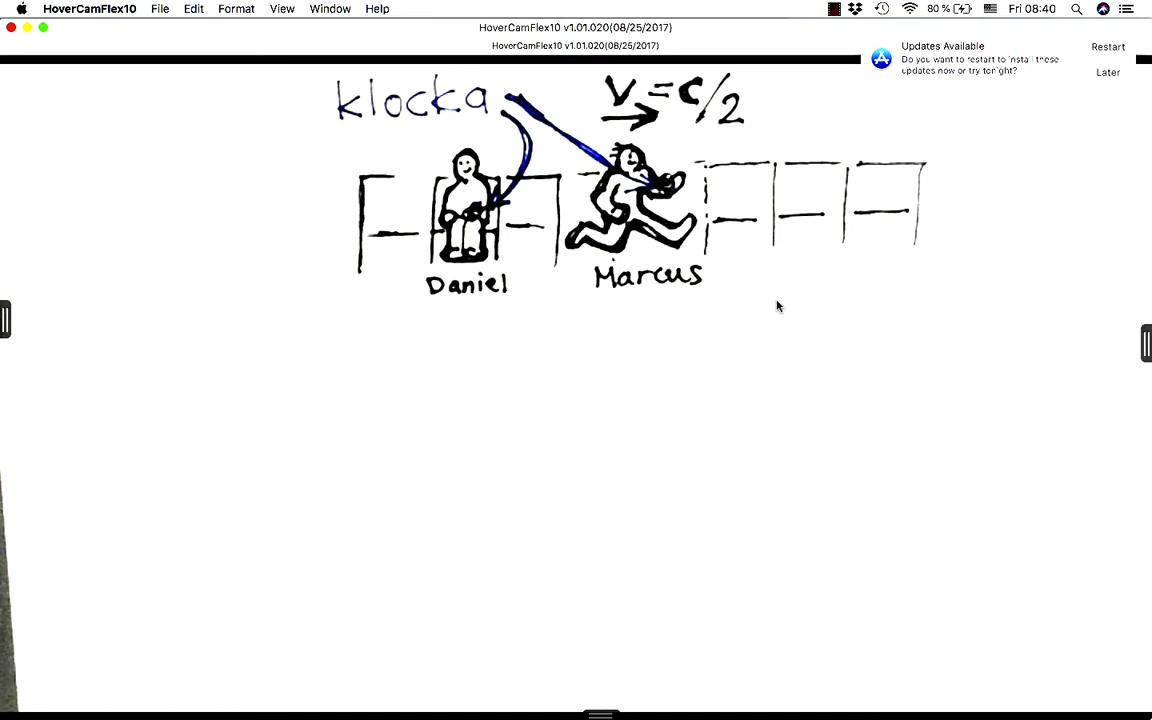 HoverCamFlex10 File Edit Format View Window Help 80 % Fri 08:40
HoverCamFlex10 v1.01.020(08/25/2017)
HoverCamFlex10 v1.01.020(08/25/2017)
Updates Available
Do you want to restart to install these
updates now or try tonight?
Restart
Later
klocka
V = c/2
Daniel
Marcus